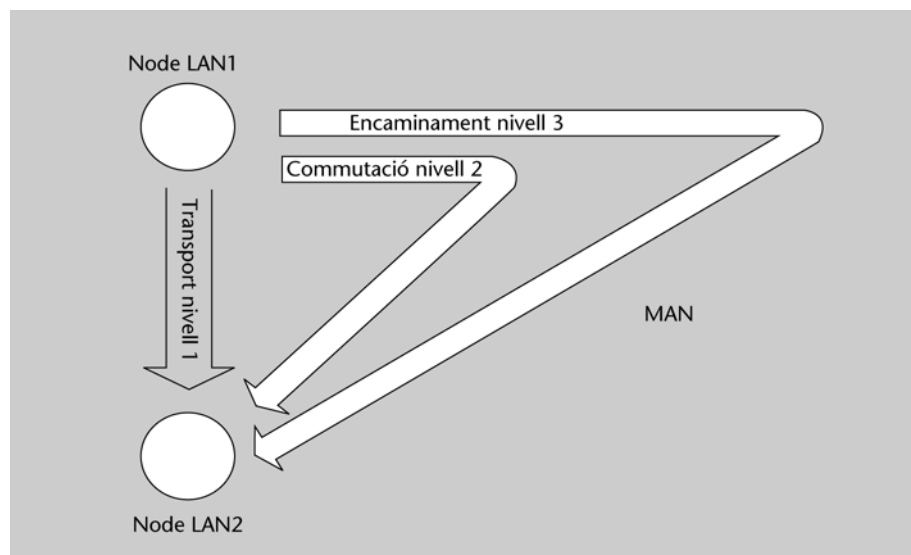 Node LAN1
Encaminament nivell 3
Commutació nivell 2
Transport nivell 1
MAN
Node LAN2